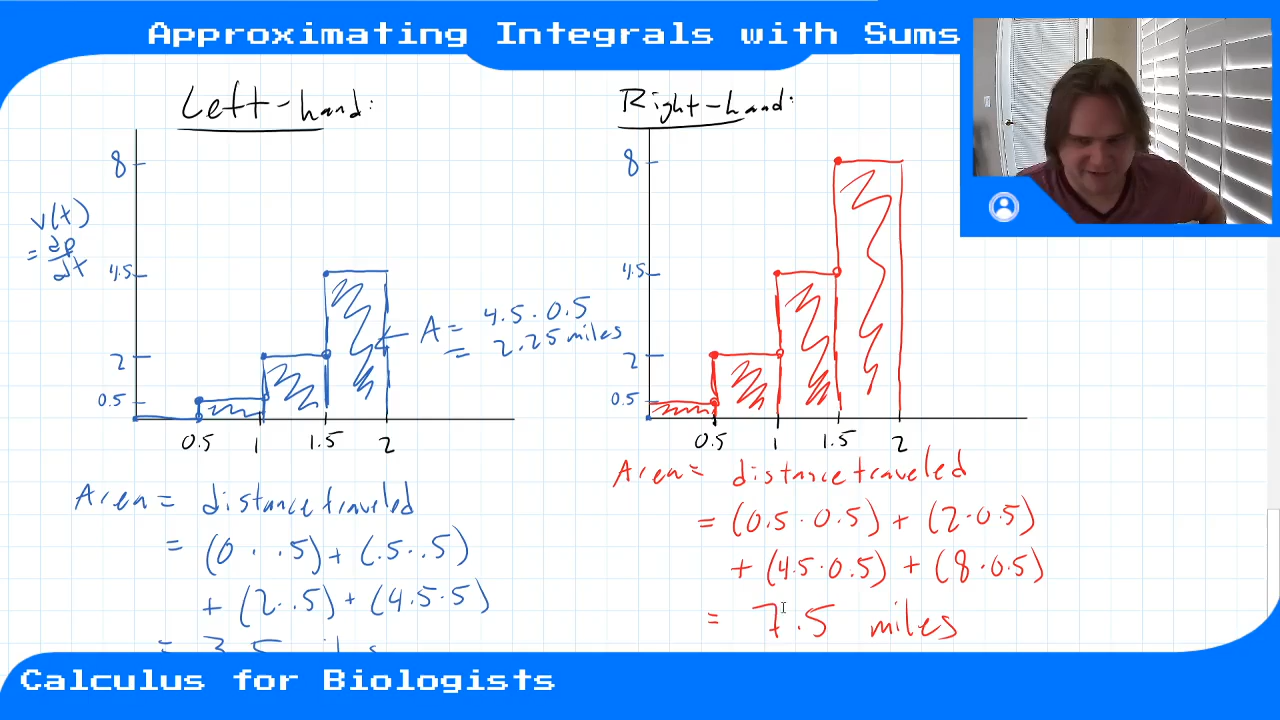 Approximating Integrals with Sums
Left-hand:
8
v(t)
= dp/dt
4.5
2
0.5
0.5 1 1.5 2
A = 4.5 · 0.5
= 2.25 miles
Area = distance traveled
= (0 · .5) + (.5 · .5)
+ (2 · .5) + (4.5 · 5)
= 3.5 miles
Right-hand:
8
4.5
2
0.5
0.5 1 1.5 2
Area = distance traveled
= (0.5 · 0.5) + (2 · 0.5)
+ (4.5 · 0.5) + (8 · 0.5)
= 7.5 miles
Calculus for Biologists